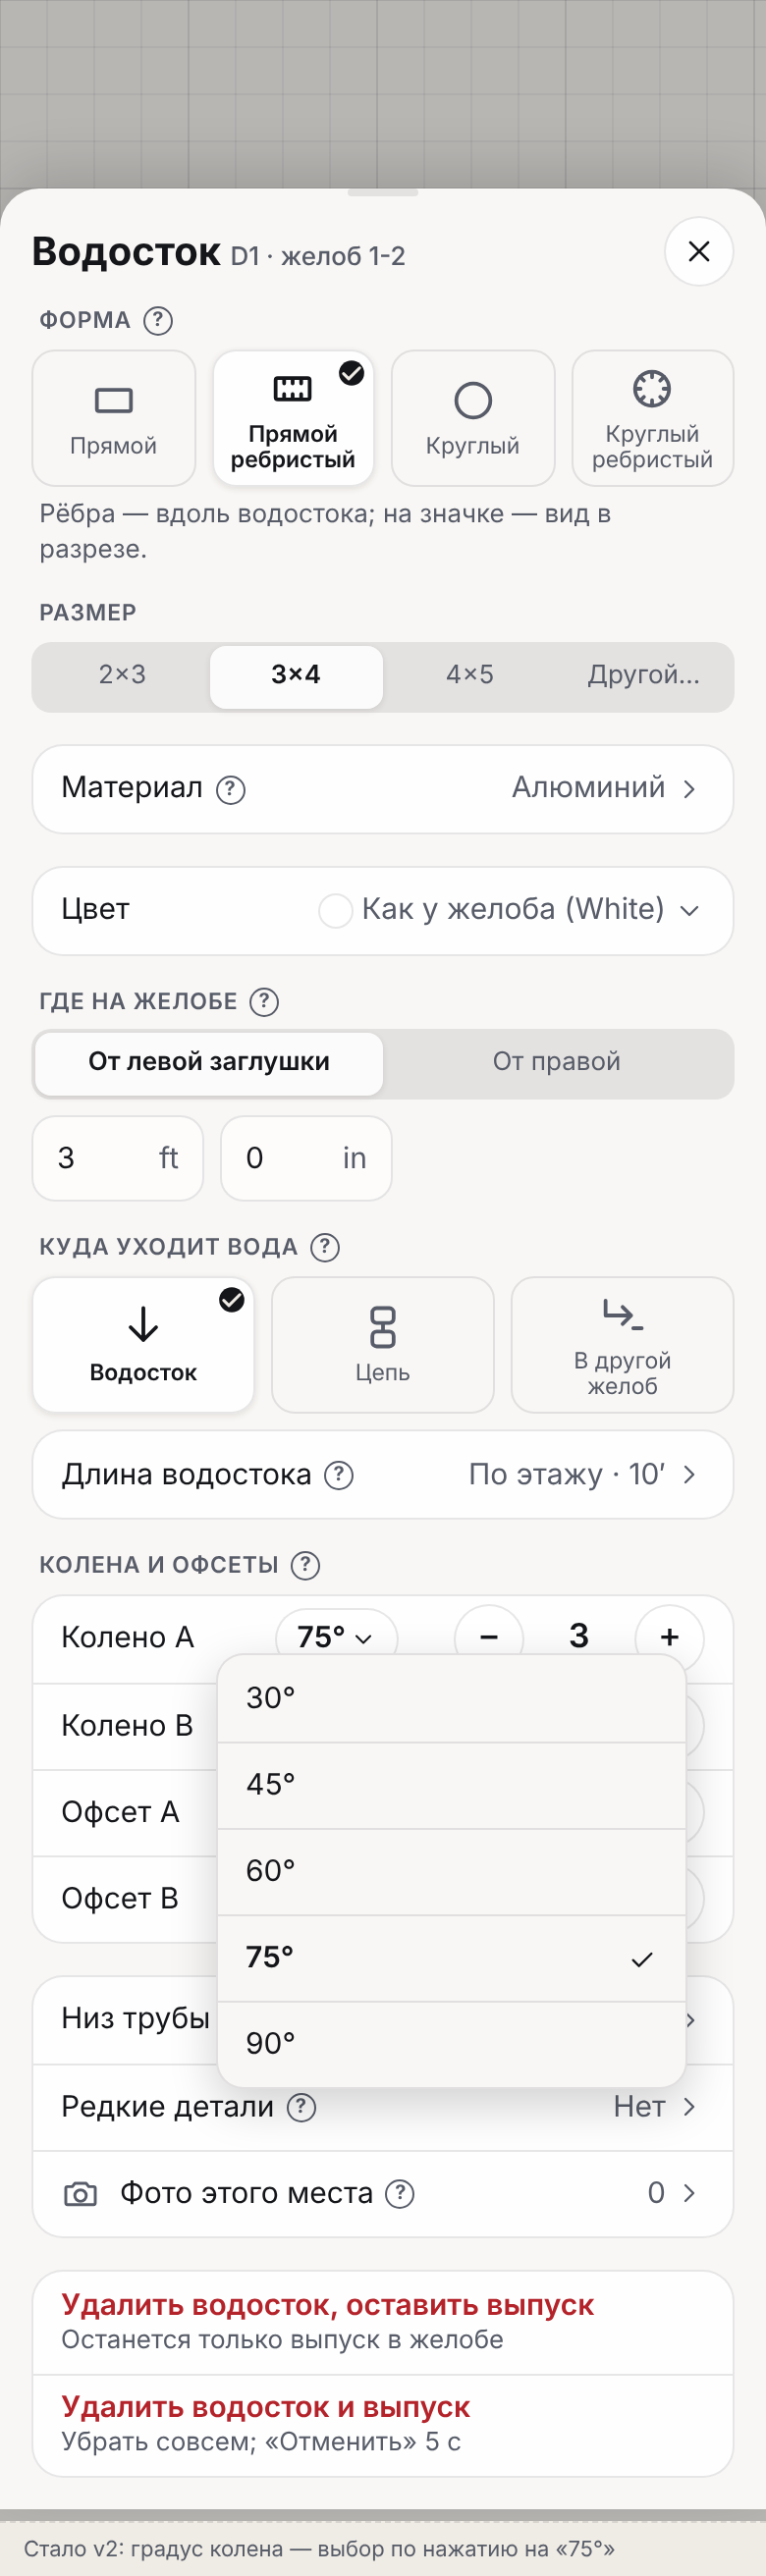 Водосток D1 · желоб 1-2
ФОРМА ?
Прямой
Прямой
ребристый
Круглый
Круглый
ребристый
Рёбра — вдоль водостока; на значке — вид в
разрезе.
РАЗМЕР
2×3 3×4 4×5 Другой…
Материал ? Алюминий
Цвет Как у желоба (White)
ГДЕ НА ЖЕЛОБЕ ?
От левой заглушки От правой
3 ft 0 in
КУДА УХОДИТ ВОДА ?
Водосток
Цепь
В другой
желоб
Длина водостока ? По этажу · 10′
КОЛЕНА И ОФСЕТЫ ?
Колено A 75° − 3 +
Колено B
Офсет A
Офсет B
30°
45°
60°
75°
90°
Низ трубы
Редкие детали ? Нет
Фото этого места ? 0
Удалить водосток, оставить выпуск
Останется только выпуск в желобе
Удалить водосток и выпуск
Убрать совсем; «Отменить» 5 с
Стало v2: градус колена — выбор по нажатию на «75°»